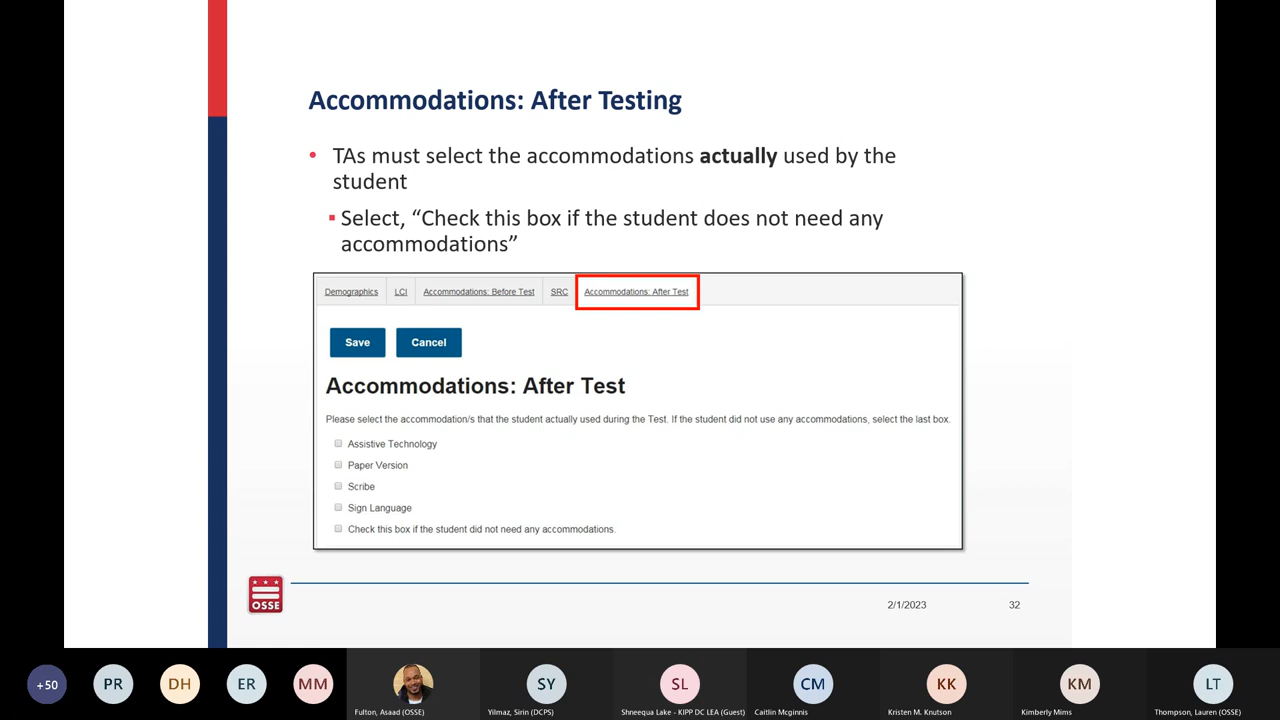 Accommodations: After Testing
• TAs must select the accommodations actually used by the
student
▪ Select, “Check this box if the student does not need any
accommodations”
Demographics LCI Accommodations: Before Test SRC Accommodations: After Test
Save Cancel
Accommodations: After Test
Please select the accommodation/s that the student actually used during the Test. If the student did not use any accommodations, select the last box.
Assistive Technology
Paper Version
Scribe
Sign Language
Check this box if the student did not need any accommodations.
OSSE
2/1/2023 32
+50 PR DH ER MM SY SL CM KK KM LT
Fulton, Asaad (OSSE) Yilmaz, Sirin (DCPS) Shneequa Lake - KIPP DC LEA (Guest) Caitlin Mcginnis Kristen M. Knutson Kimberly Mims Thompson, Lauren (OSSE)